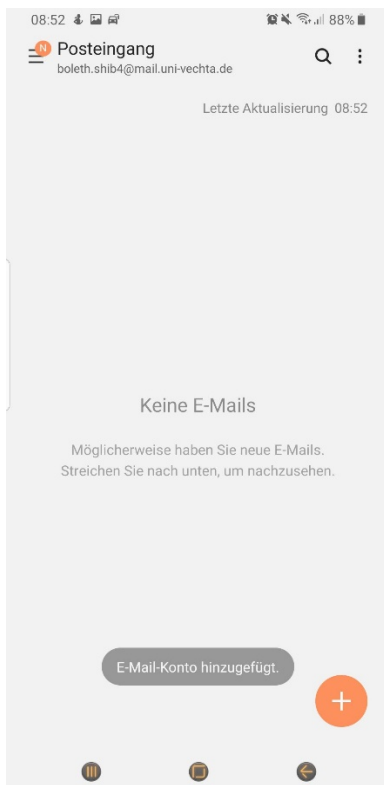 08:52 88%
N
Posteingang
boleth.shib4@mail.uni-vechta.de
Letzte Aktualisierung 08:52
Keine E-Mails
Möglicherweise haben Sie neue E-Mails.
Streichen Sie nach unten, um nachzusehen.
E-Mail-Konto hinzugefügt.